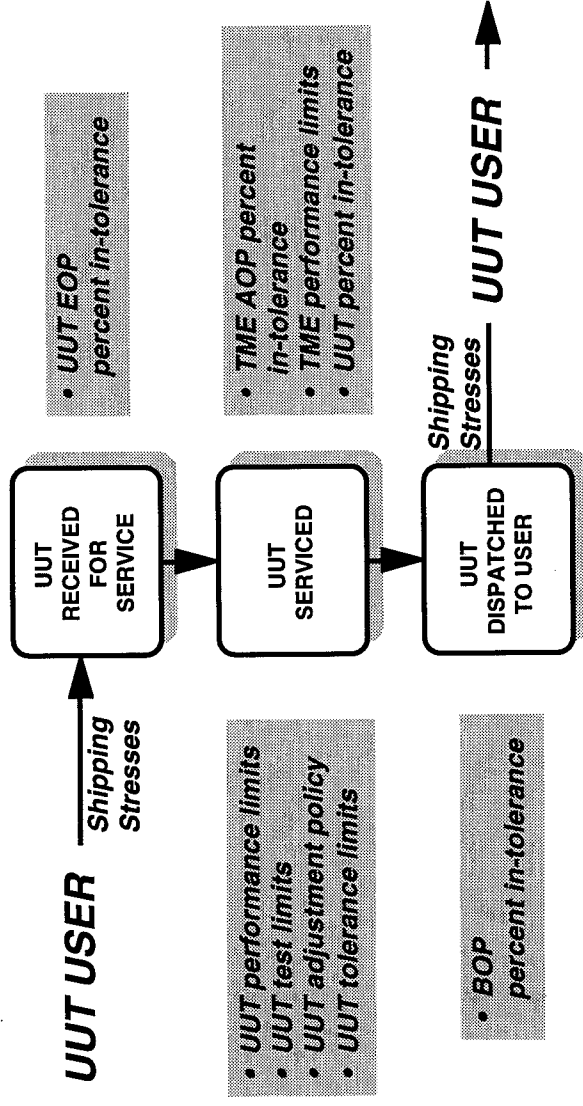 UUT USER
Shipping
Stresses
UUT
RECEIVED
FOR
SERVICE
• UUT EOP
percent in-tolerance
• UUT performance limits
• UUT test limits
• UUT adjustment policy
• UUT tolerance limits
UUT
SERVICED
• TME AOP percent
in-tolerance
• TME performance limits
• UUT percent in-tolerance
• BOP
percent in-tolerance
UUT
DISPATCHED
TO USER
Shipping
Stresses
UUT USER